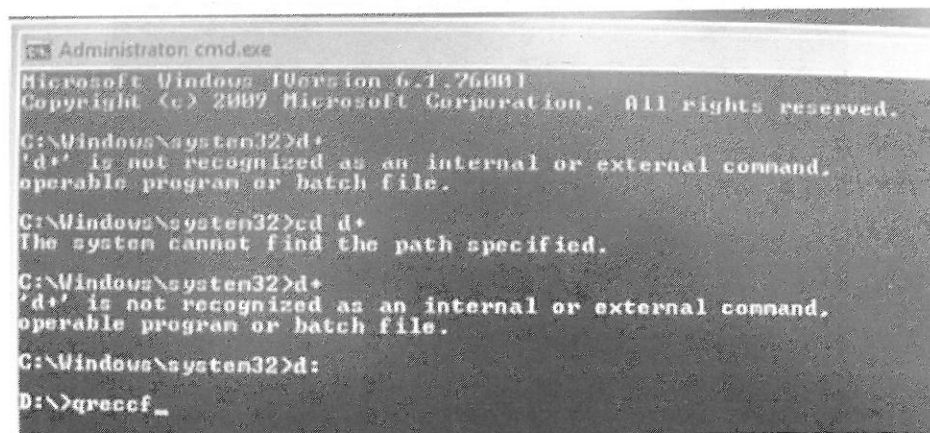 Administrator: cmd.exe
Microsoft Windows [Version 6.1.7600]
Copyright (c) 2009 Microsoft Corporation. All rights reserved.
C:\Windows\system32>d+
'd+' is not recognized as an internal or external command,
operable program or batch file.
C:\Windows\system32>cd d+
The system cannot find the path specified.
C:\Windows\system32>d+
'd+' is not recognized as an internal or external command,
operable program or batch file.
C:\Windows\system32>d:
D:\>qreccf_